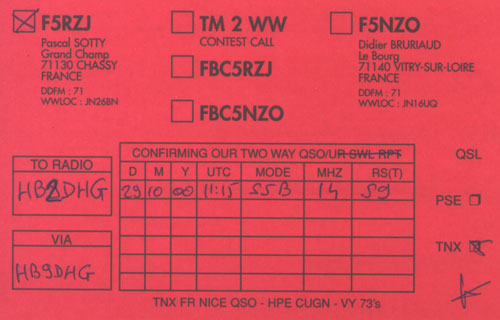 F5RZJ
Pascal SOTTY
Grand Champ
71130 CHASSY
FRANCE
DDFM : 71
WWLOC : JN26BN
TM 2 WW
CONTEST CALL
FBC5RZJ
FBC5NZO
F5NZO
Didier BRURIAUD
Le Bourg
71140 VITRY-SUR-LOIRE
FRANCE
DDFM : 71
WWLOC : JN16UQ
TO RADIO
HB2DHG
VIA
HB9DHG
CONFIRMING OUR TWO WAY QSO/UR SWL RPT
D M Y UTC MODE MHZ RS(T)
29 10 00 11:15 SSB 14 59
QSL
PSE
TNX
TNX FR NICE QSO - HPE CUGN - VY 73's